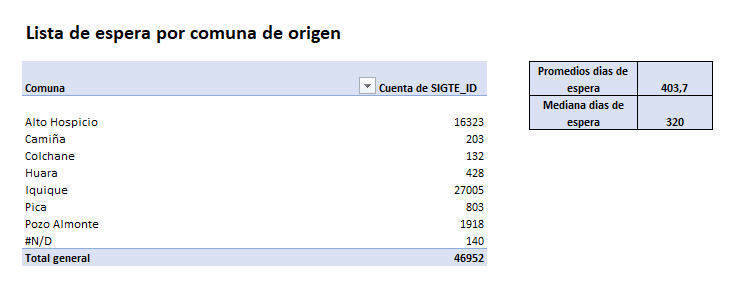 Lista de espera por comuna de origen
Comuna Cuenta de SIGTE_ID
Alto Hospicio 16323
Camiña 203
Colchane 132
Huara 428
Iquique 27005
Pica 803
Pozo Almonte 1918
#N/D 140
Total general 46952
Promedios dias de
espera 403,7
Mediana dias de
espera 320